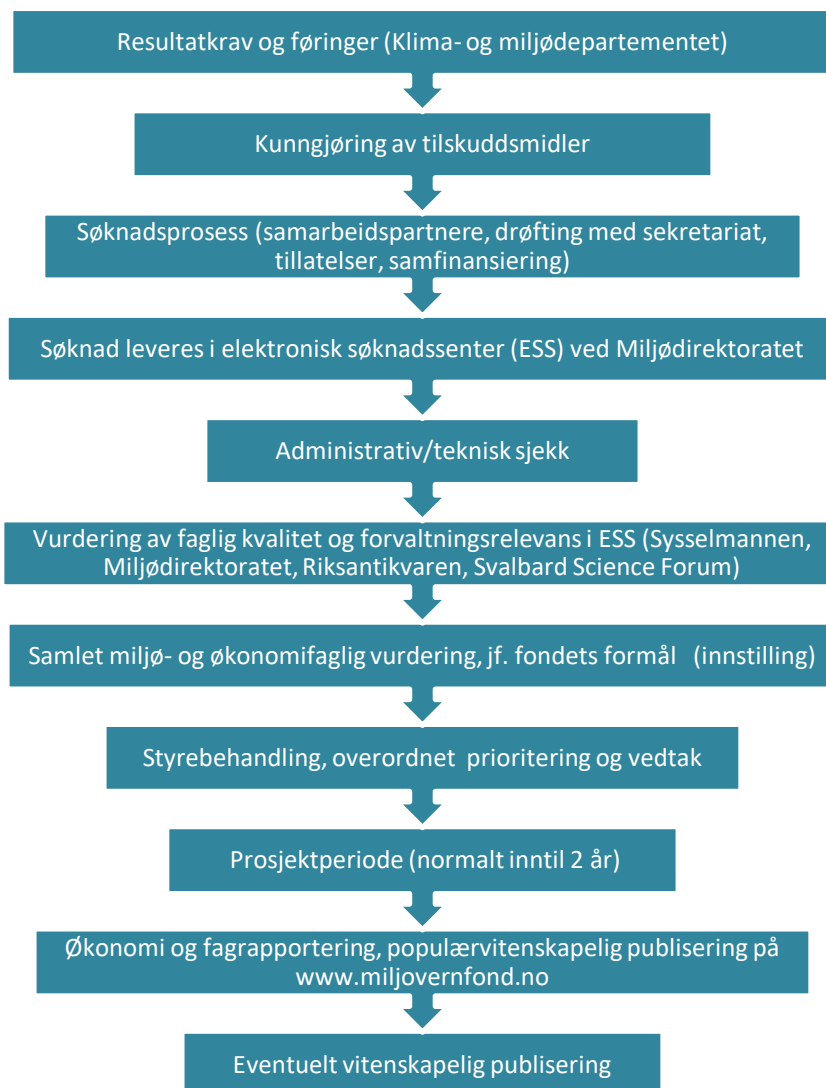 Resultatkrav og føringer (Klima- og miljødepartementet)
Kunngjøring av tilskuddsmidler
Søknadsprosess (samarbeidspartnere, drøfting med sekretariat,
tillatelser, samfinansiering)
Søknad leveres i elektronisk søknadssenter (ESS) ved Miljødirektoratet
Administrativ/teknisk sjekk
Vurdering av faglig kvalitet og forvaltningsrelevans i ESS (Sysselmannen,
Miljødirektoratet, Riksantikvaren, Svalbard Science Forum)
Samlet miljø- og økonomifaglig vurdering, jf. fondets formål (innstilling)
Styrebehandling, overordnet prioritering og vedtak
Prosjektperiode (normalt inntil 2 år)
Økonomi og fagrapportering, populærvitenskapelig publisering på
www.miljovernfond.no
Eventuelt vitenskapelig publisering